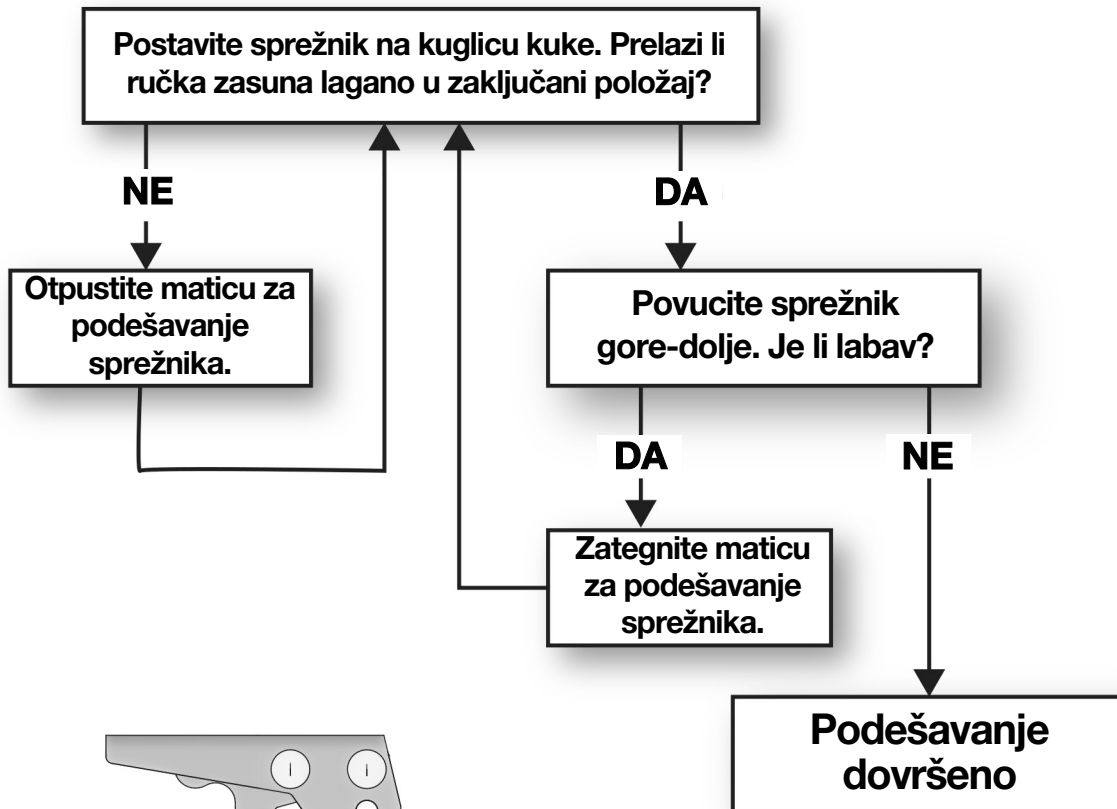 Postavite sprežnik na kuglicu kuke. Prelazi li
ručka zasuna lagano u zaključani položaj?
NE
DA
Otpustite maticu za
podešavanje
sprežnika.
Povucite sprežnik
gore-dolje. Je li labav?
DA
NE
Zategnite maticu
za podešavanje
sprežnika.
Podešavanje
dovršeno